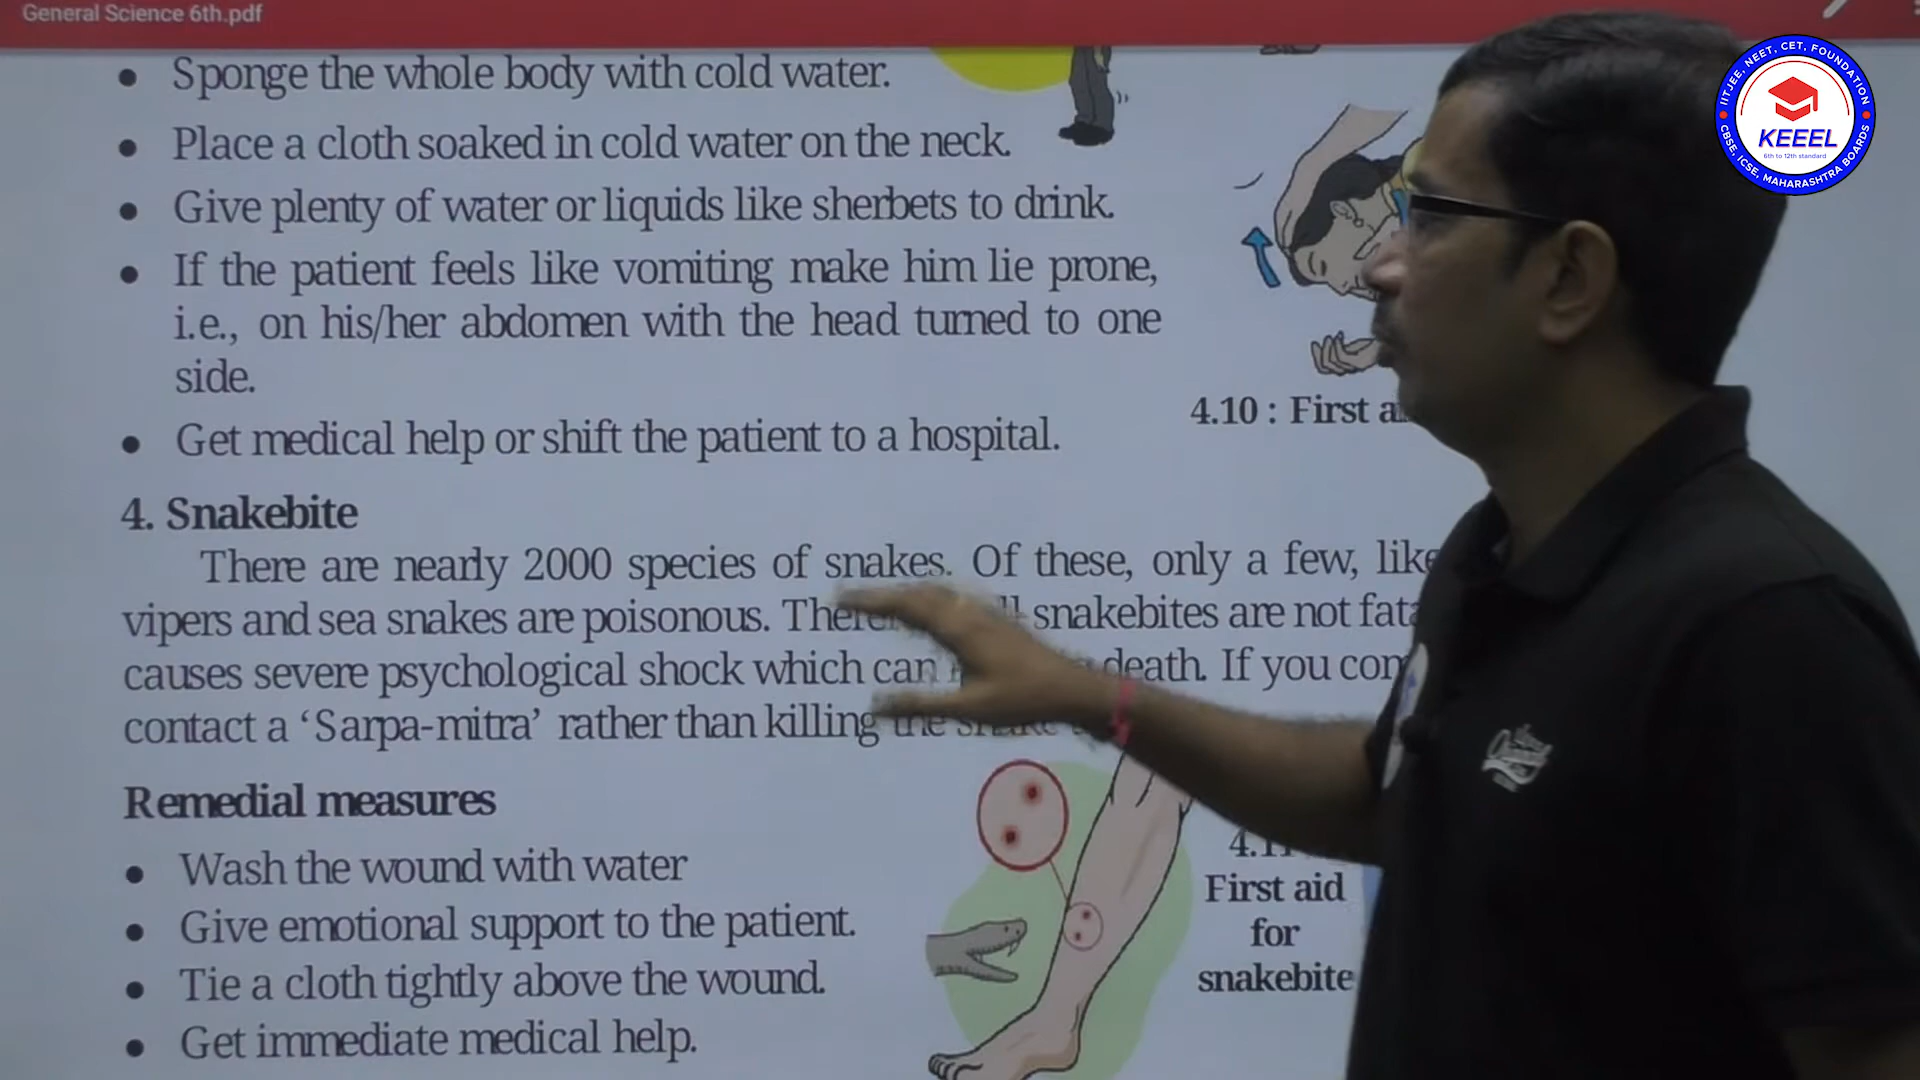 General Science 6th.pdf
• Sponge the whole body with cold water.
• Place a cloth soaked in cold water on the neck.
• Give plenty of water or liquids like sherbets to drink.
• If the patient feels like vomiting make him lie prone,
i.e., on his/her abdomen with the head turned to one
side.
• Get medical help or shift the patient to a hospital.
4.10 : First
4. Snakebite
There are nearly 2000 species of snakes. Of these, only a few, like
vipers and sea snakes are poisonous. snakebites are not
causes severe psychological shock which can death. If you
contact a ‘Sarpa-mitra’ rather than killing the
Remedial measures
• Wash the wound with water
• Give emotional support to the patient.
• Tie a cloth tightly above the wound.
• Get immediate medical help.
First aid
for
snakebite
IITJEE, NEET, CET, FOUNDATION
KEEEL
6th to 12th standard
CBSE, ICSE, MAHARASHTRA BOARDS